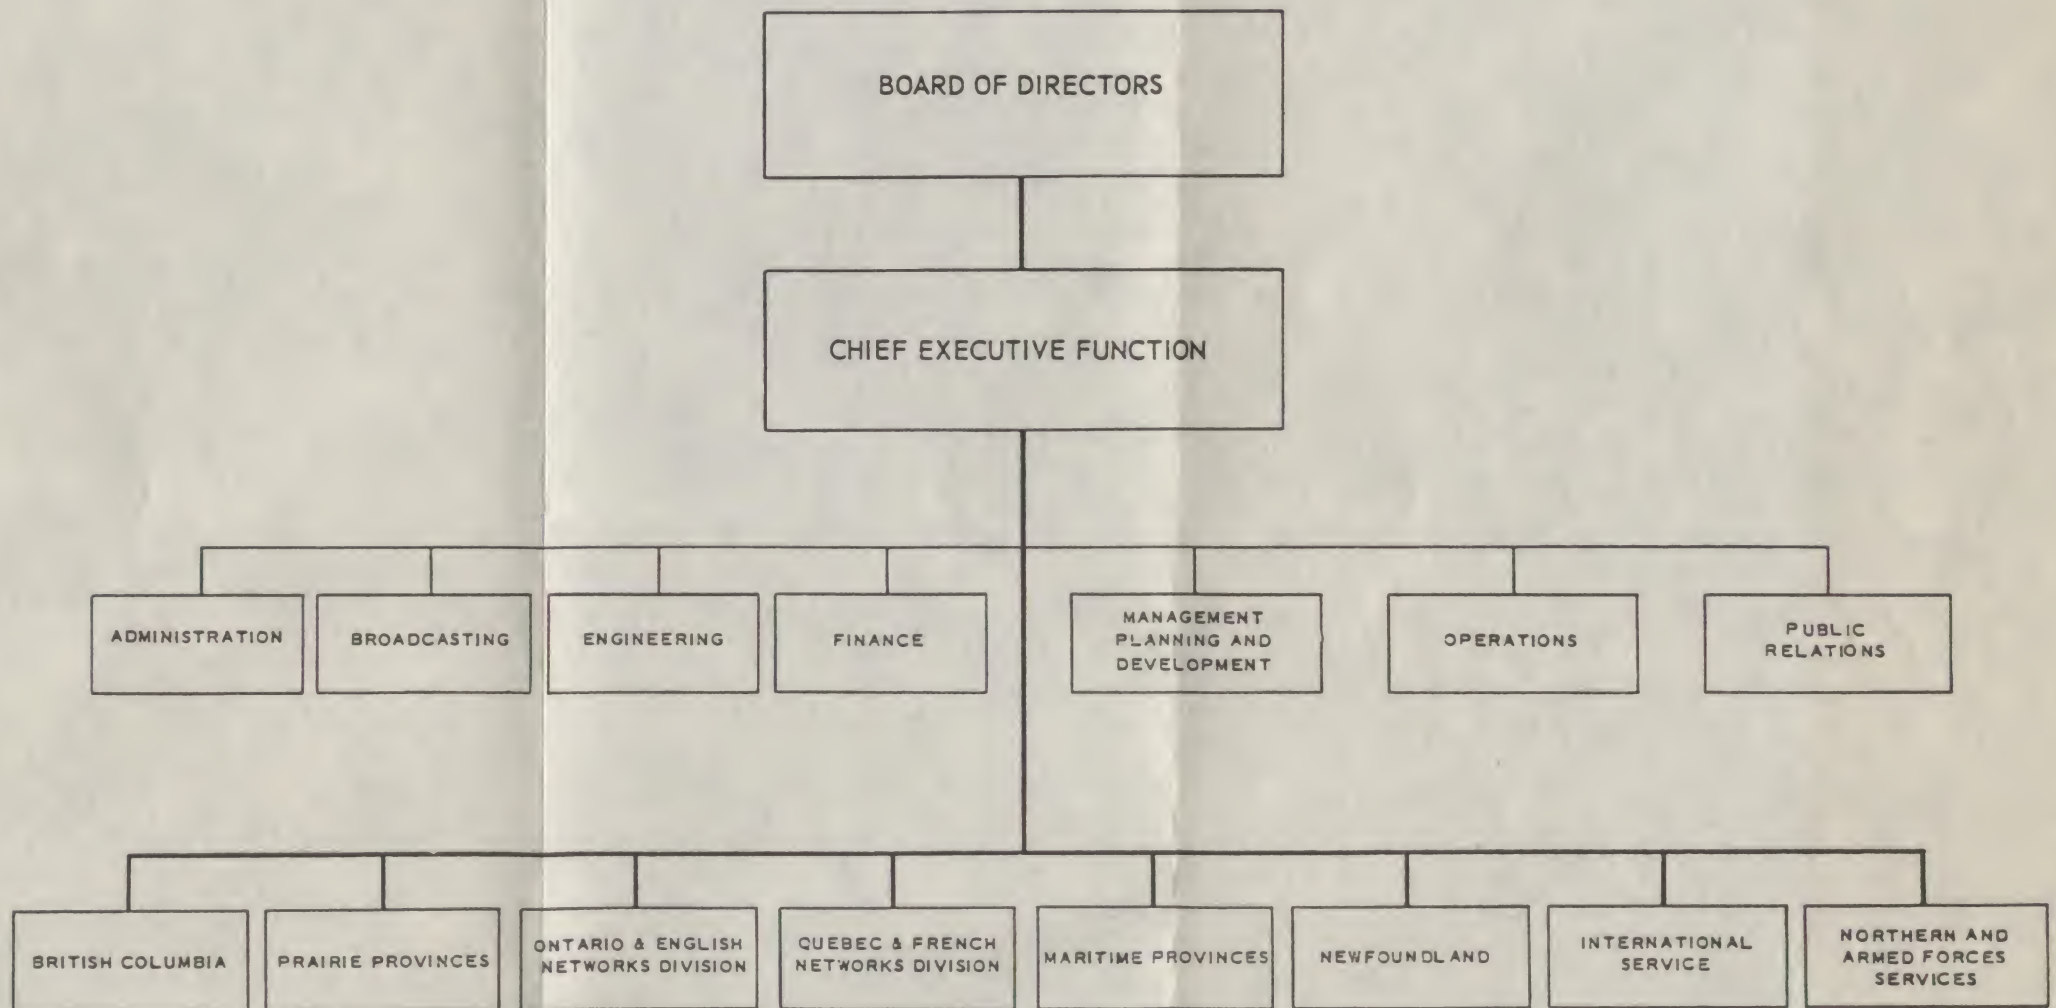 BOARD OF DIRECTORS
CHIEF EXECUTIVE FUNCTION
ADMINISTRATION
BROADCASTING
ENGINEERING
FINANCE
MANAGEMENT
PLANNING AND
DEVELOPMENT
OPERATIONS
PUBLIC
RELATIONS
BRITISH COLUMBIA
PRAIRIE PROVINCES
ONTARIO & ENGLISH
NETWORKS DIVISION
QUEBEC & FRENCH
NETWORKS DIVISION
MARITIME PROVINCES
NEWFOUNDLAND
INTERNATIONAL
SERVICE
NORTHERN AND
ARMED FORCES
SERVICES